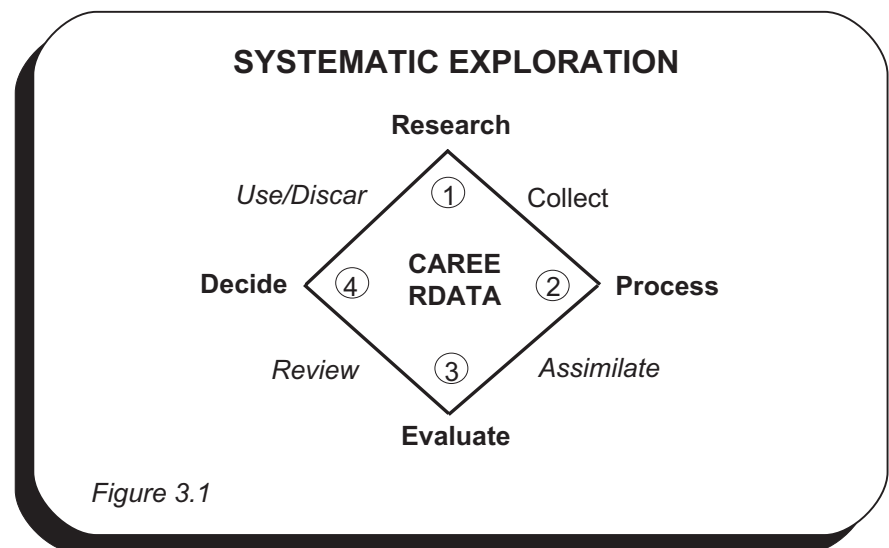 SYSTEMATIC EXPLORATION
Research
Use/Discar
1
Collect
Decide
4
CAREE
RDATA
2
Process
Review
3
Assimilate
Evaluate
Figure 3.1